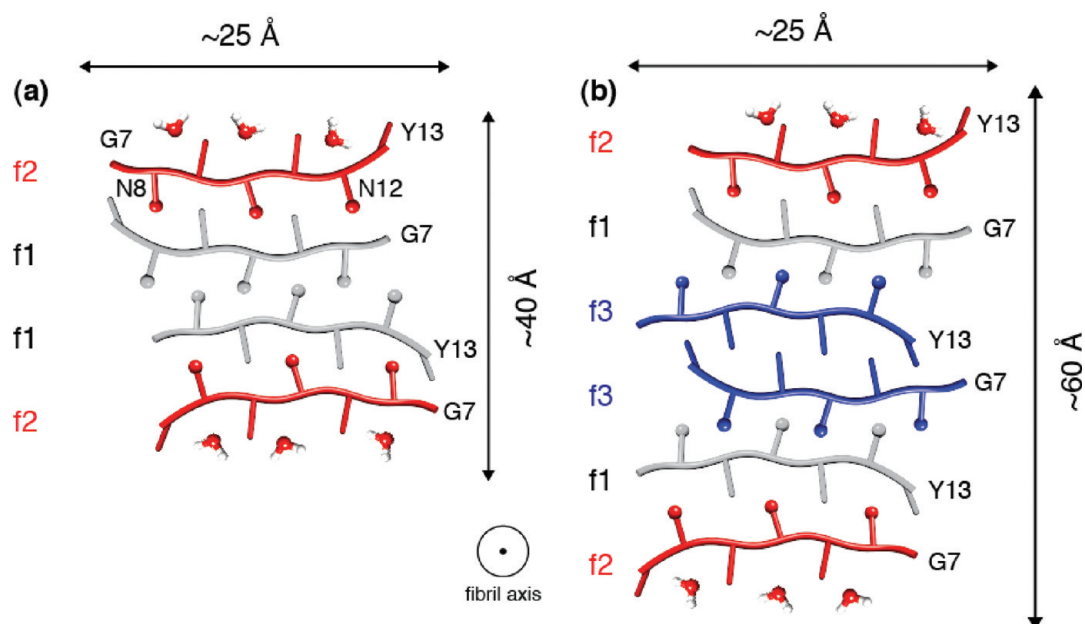 ~25 Å
(a)
G7
Y13
f2
N8
N12
f1
G7
f1
Y13
f2
G7
~40 Å
fibril axis
~25 Å
(b)
Y13
f2
f1
G7
f3
Y13
f3
G7
f1
Y13
f2
G7
~60 Å